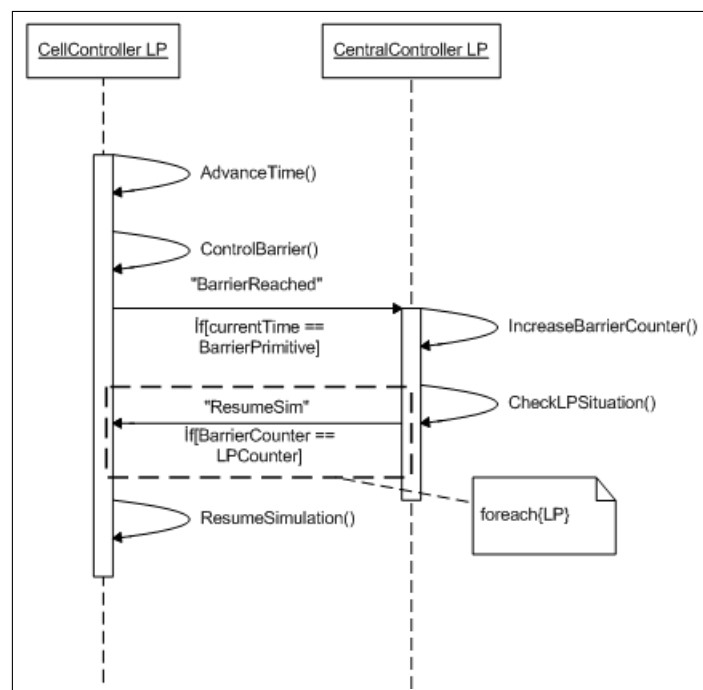 CellController LP
CentralController LP
AdvanceTime()
ControlBarrier()
"BarrierReached"
İf[currentTime ==
BarrierPrimitive]
IncreaseBarrierCounter()
CheckLPSituation()
"ResumeSim"
İf[BarrierCounter ==
LPCounter]
ResumeSimulation()
foreach{LP}